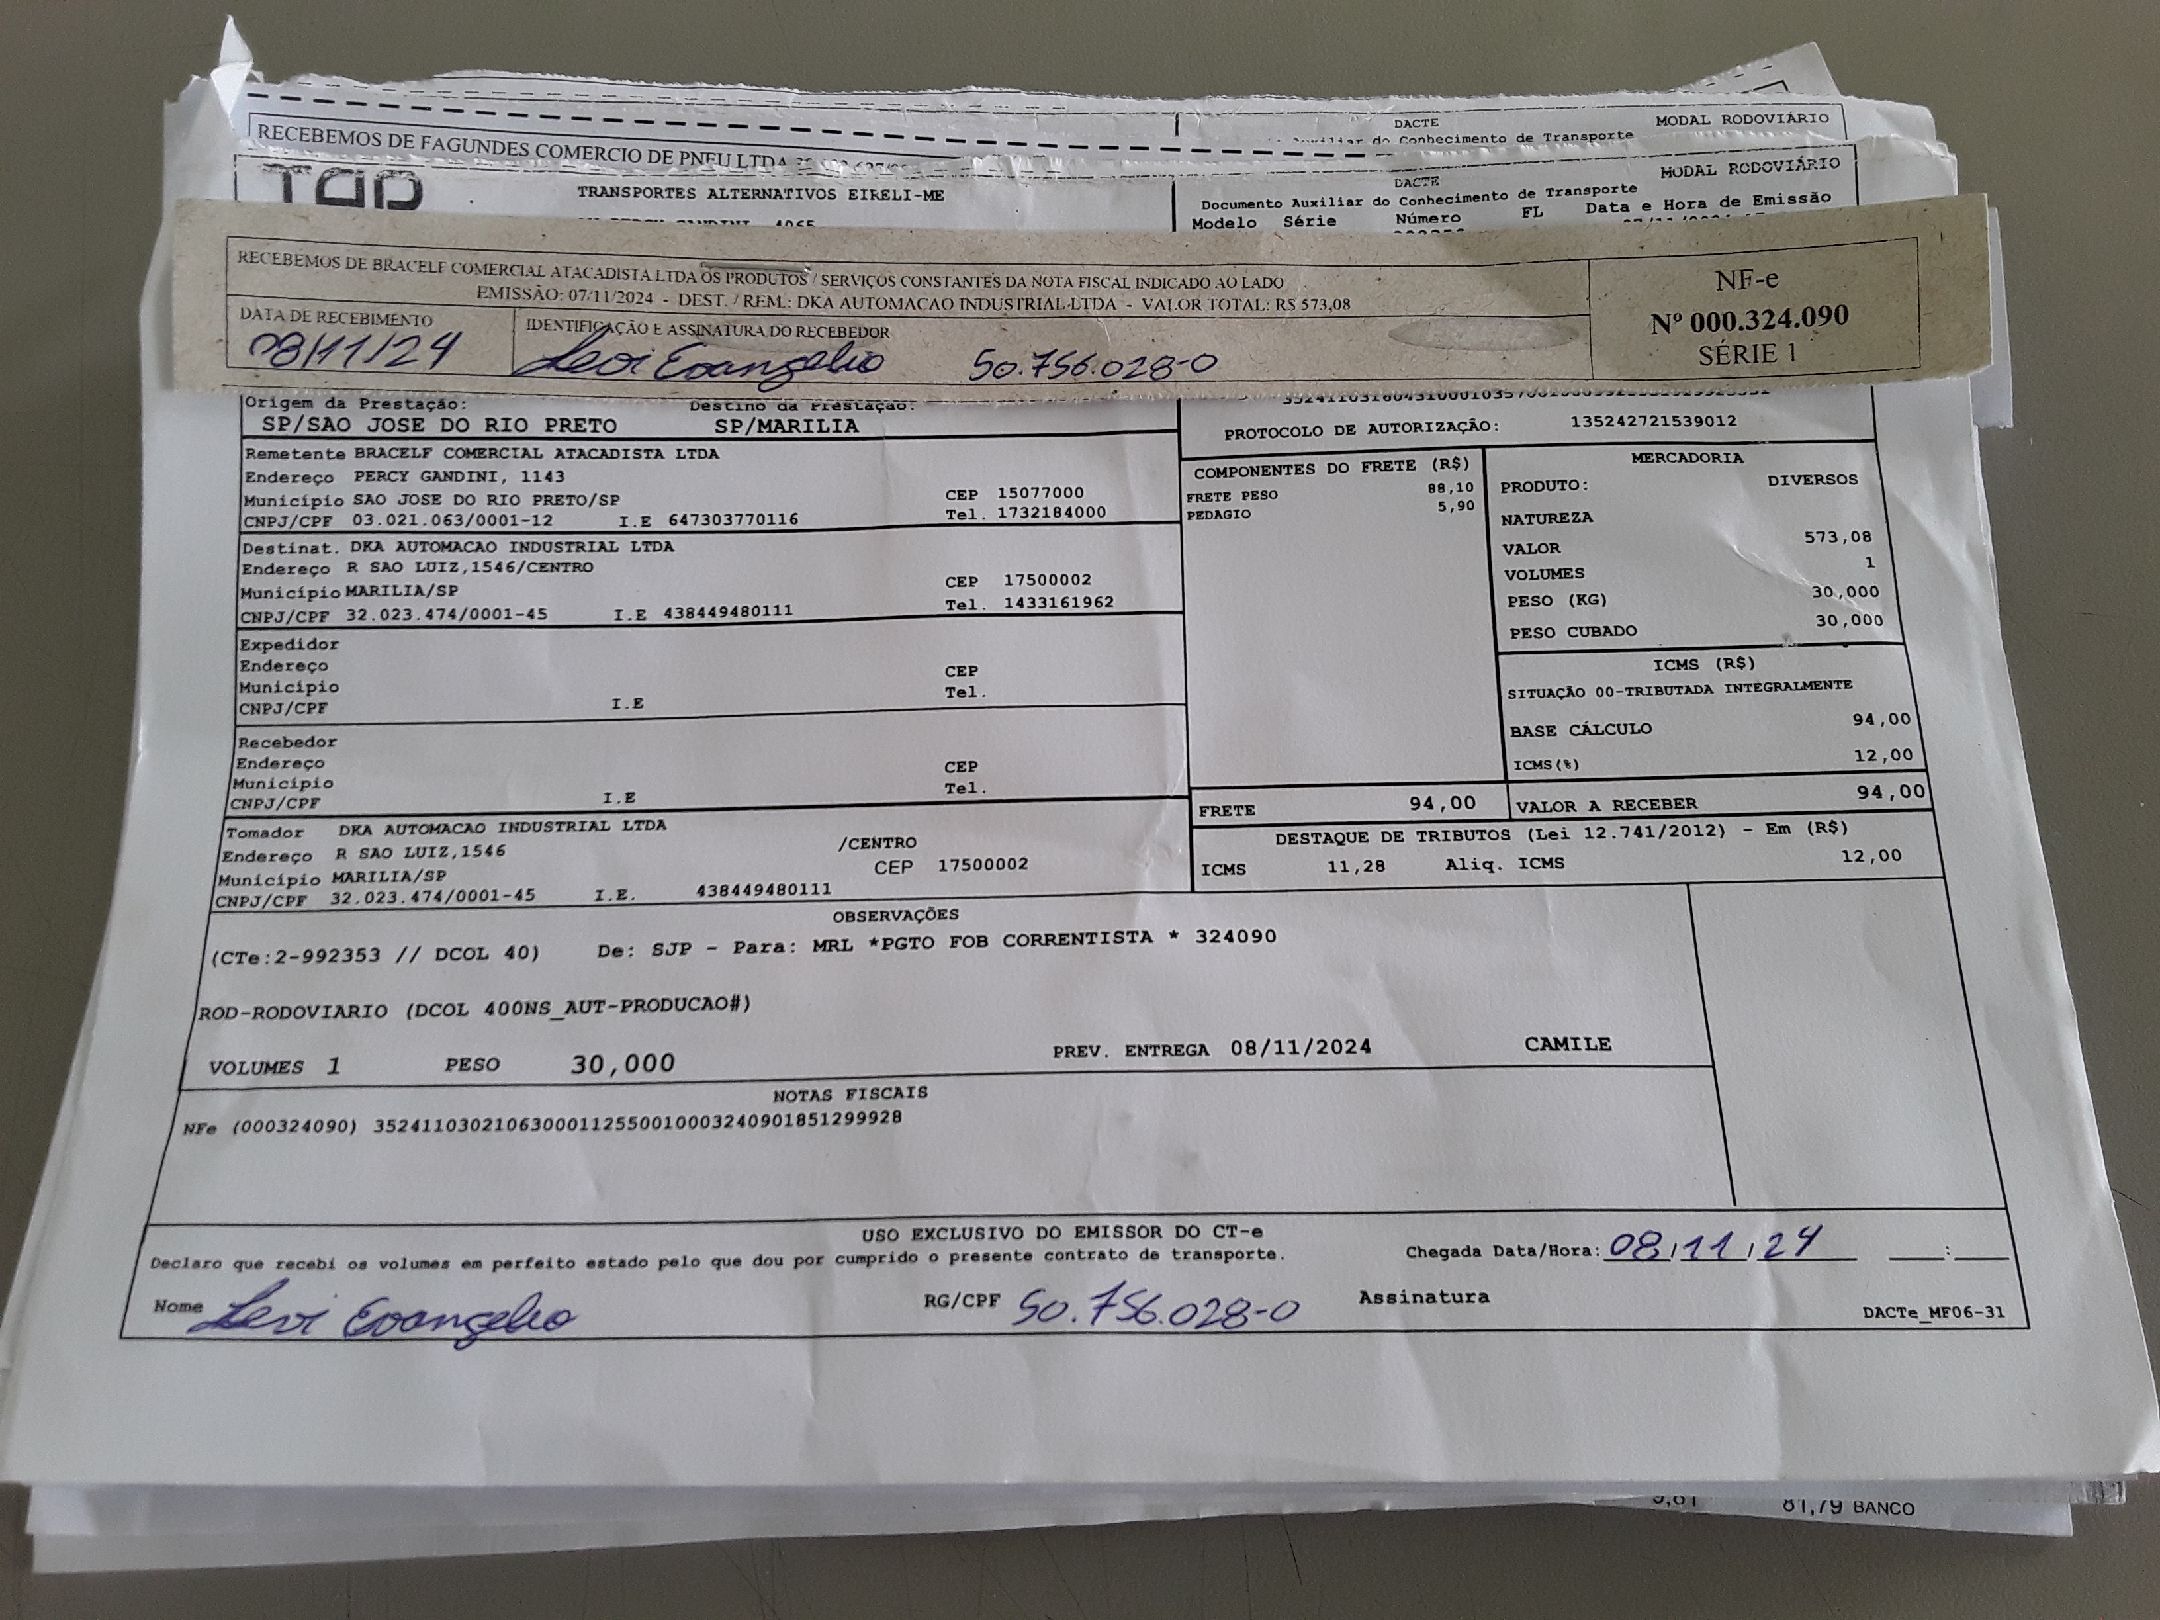 DACTE MODAL RODOVIÁRIO
RECEBEMOS DE FAGUNDES COMERCIO DE PNEU LTDA
Auxiliar do Conhecimento de Transporte
DACTE MODAL RODOVIÁRIO
TRANSPORTES ALTERNATIVOS EIRELI-ME
Documento Auxiliar do Conhecimento de Transporte
Modelo Série Número FL Data e Hora de Emissão
RECEBEMOS DE BRACELF COMERCIAL ATACADISTA LTDA OS PRODUTOS / SERVIÇOS CONSTANTES DA NOTA FISCAL INDICADO AO LADO
EMISSÃO: 07/11/2024 - DEST. / REM.: DKA AUTOMACAO INDUSTRIAL LTDA - VALOR TOTAL: R$ 573,08
DATA DE RECEBIMENTO
08/11/24
IDENTIFICAÇÃO E ASSINATURA DO RECEBEDOR
Levi Evangelio 50.756.028-0
NF-e
Nº 000.324.090
SÉRIE 1
Origem da Prestação: Destino da Prestação:
SP/SAO JOSE DO RIO PRETO SP/MARILIA
PROTOCOLO DE AUTORIZAÇÃO: 135242721539012
Remetente BRACELF COMERCIAL ATACADISTA LTDA
Endereço PERCY GANDINI, 1143
Município SAO JOSE DO RIO PRETO/SP CEP 15077000
CNPJ/CPF 03.021.063/0001-12 I.E 647303770116 Tel. 1732184000
Destinat. DKA AUTOMACAO INDUSTRIAL LTDA
Endereço R SAO LUIZ,1546/CENTRO
Município MARILIA/SP CEP 17500002
CNPJ/CPF 32.023.474/0001-45 I.E 438449480111 Tel. 1433161962
Expedidor
Endereço
Município CEP
CNPJ/CPF I.E Tel.
Recebedor
Endereço
Município CEP
CNPJ/CPF I.E Tel.
Tomador DKA AUTOMACAO INDUSTRIAL LTDA
Endereço R SAO LUIZ,1546 /CENTRO
Município MARILIA/SP CEP 17500002
CNPJ/CPF 32.023.474/0001-45 I.E. 438449480111
COMPONENTES DO FRETE (R$)
FRETE PESO 88,10
PEDAGIO 5,90
MERCADORIA
PRODUTO: DIVERSOS
NATUREZA
VALOR 573,08
VOLUMES 1
PESO (KG) 30,000
PESO CUBADO 30,000
ICMS (R$)
SITUAÇÃO 00-TRIBUTADA INTEGRALMENTE
BASE CÁLCULO 94,00
ICMS(%) 12,00
FRETE 94,00 VALOR A RECEBER 94,00
DESTAQUE DE TRIBUTOS (Lei 12.741/2012) - Em (R$)
ICMS 11,28 Aliq. ICMS 12,00
OBSERVAÇÕES
(CTe:2-992353 // DCOL 40) De: SJP - Para: MRL *PGTO FOB CORRENTISTA * 324090
ROD-RODOVIARIO (DCOL 400NS_AUT-PRODUCAO#)
VOLUMES 1 PESO 30,000 PREV. ENTREGA 08/11/2024 CAMILE
NOTAS FISCAIS
NFe (000324090) 35241103021063000112550010003240901851299928
USO EXCLUSIVO DO EMISSOR DO CT-e
Declaro que recebi os volumes em perfeito estado pelo que dou por cumprido o presente contrato de transporte. Chegada Data/Hora: 08/11/24 __:__
Nome Levi Evangelio RG/CPF 50.756.028-0 Assinatura
DACTe_MF06-31
81,79 BANCO